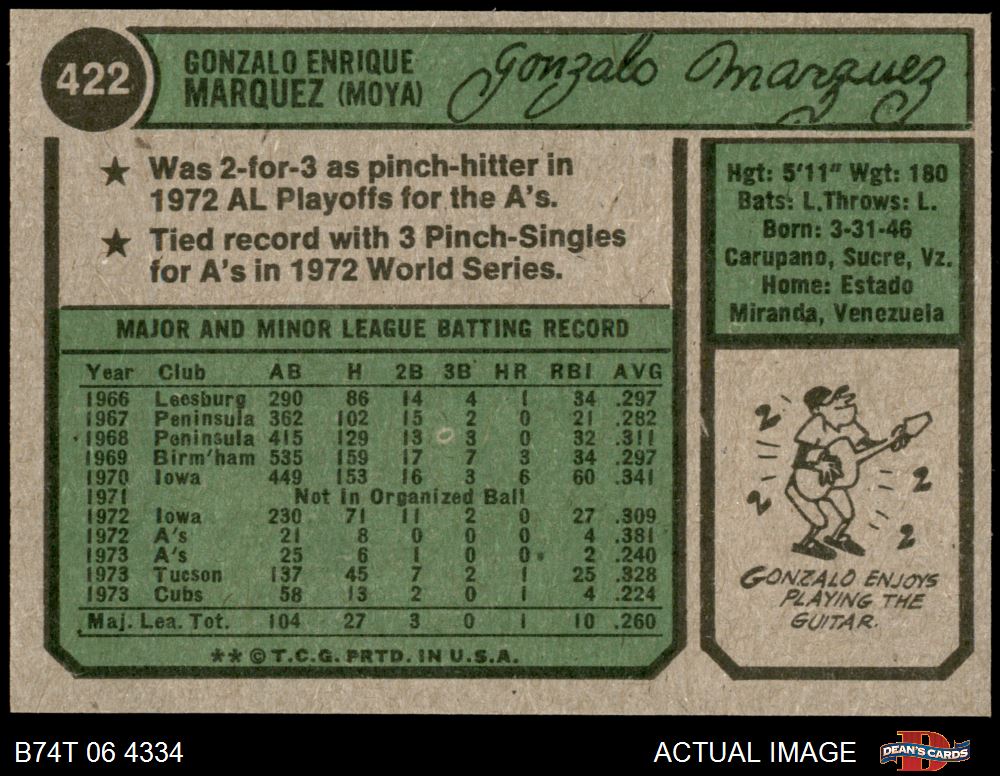 422
GONZALO ENRIQUE
MARQUEZ (MOYA)
Gonzalo Marquez
★ Was 2-for-3 as pinch-hitter in
1972 AL Playoffs for the A's.
★ Tied record with 3 Pinch-Singles
for A's in 1972 World Series.
Hgt: 5'11" Wgt: 180
Bats: L. Throws: L.
Born: 3-31-46
Carupano, Sucre, Vz.
Home: Estado
Miranda, Venezuela
MAJOR AND MINOR LEAGUE BATTING RECORD
Year Club AB H 2B 3B HR RBI AVG
1966 Leesburg 290 86 14 4 1 34 .297
1967 Peninsula 362 102 15 2 0 21 .282
1968 Peninsula 415 129 13 3 0 32 .311
1969 Birm'ham 535 159 17 7 3 34 .297
1970 Iowa 449 153 16 3 6 60 .341
1971 Not in Organized Ball
1972 Iowa 230 71 11 2 0 27 .309
1972 A's 21 8 0 0 0 4 .381
1973 A's 25 6 1 0 0 2 .240
1973 Tucson 137 45 7 2 1 25 .328
1973 Cubs 58 13 2 0 1 4 .224
Maj. Lea. Tot. 104 27 3 0 1 10 .260
** © T.C.G. PRTD. IN U.S.A.
GONZALO ENJOYS
PLAYING THE
GUITAR.
B74T 06 4334
ACTUAL IMAGE
DEAN'S CARDS